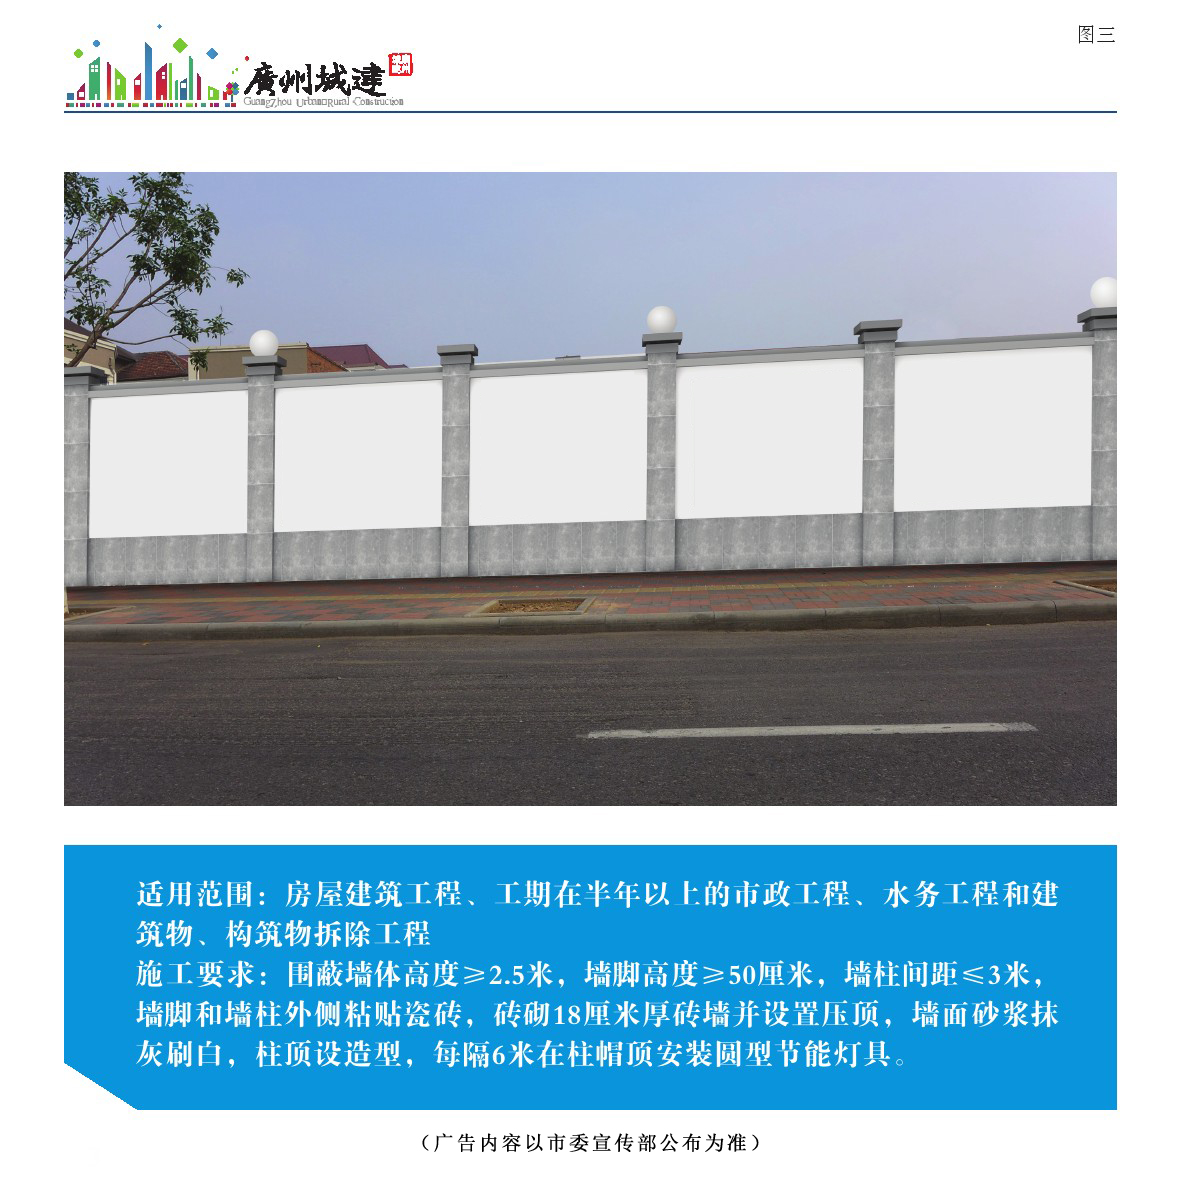 图三
廣州城建
GuangZhou Urban&Rural Construction
适用范围：房屋建筑工程、工期在半年以上的市政工程、水务工程和建
筑物、构筑物拆除工程
施工要求：围蔽墙体高度≥2.5米，墙脚高度≥50厘米，墙柱间距≤3米，
墙脚和墙柱外侧粘贴瓷砖，砖砌18厘米厚砖墙并设置压顶，墙面砂浆抹
灰刷白，柱顶设造型，每隔6米在柱帽顶安装圆型节能灯具。
（广告内容以市委宣传部公布为准）